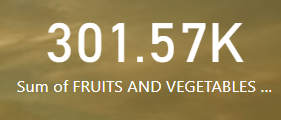 301.57K
Sum of FRUITS AND VEGETABLES ...